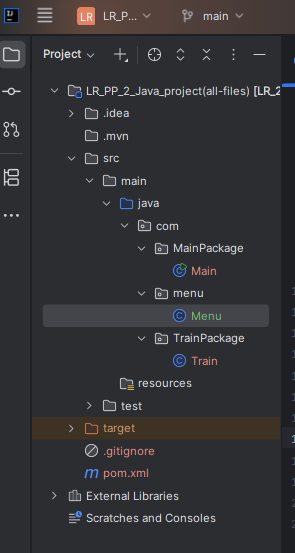 LR LR_P... main
Project
LR_PP_2_Java_project(all-files) [LR_2
.idea
.mvn
src
main
java
com
MainPackage
Main
menu
Menu
TrainPackage
Train
resources
test
target
.gitignore
pom.xml
External Libraries
Scratches and Consoles